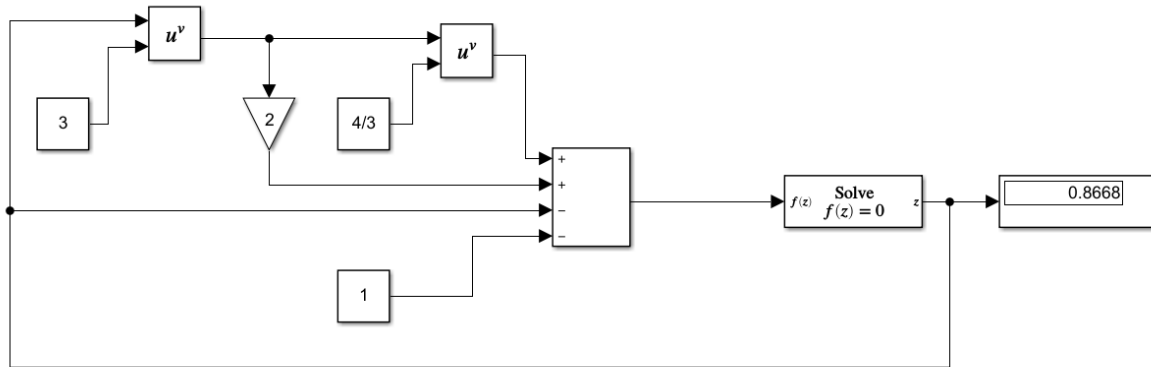 u^v
u^v
3
2
4/3
+
+
−
−
f(z)
Solve
f(z) = 0
z
0.8668
1